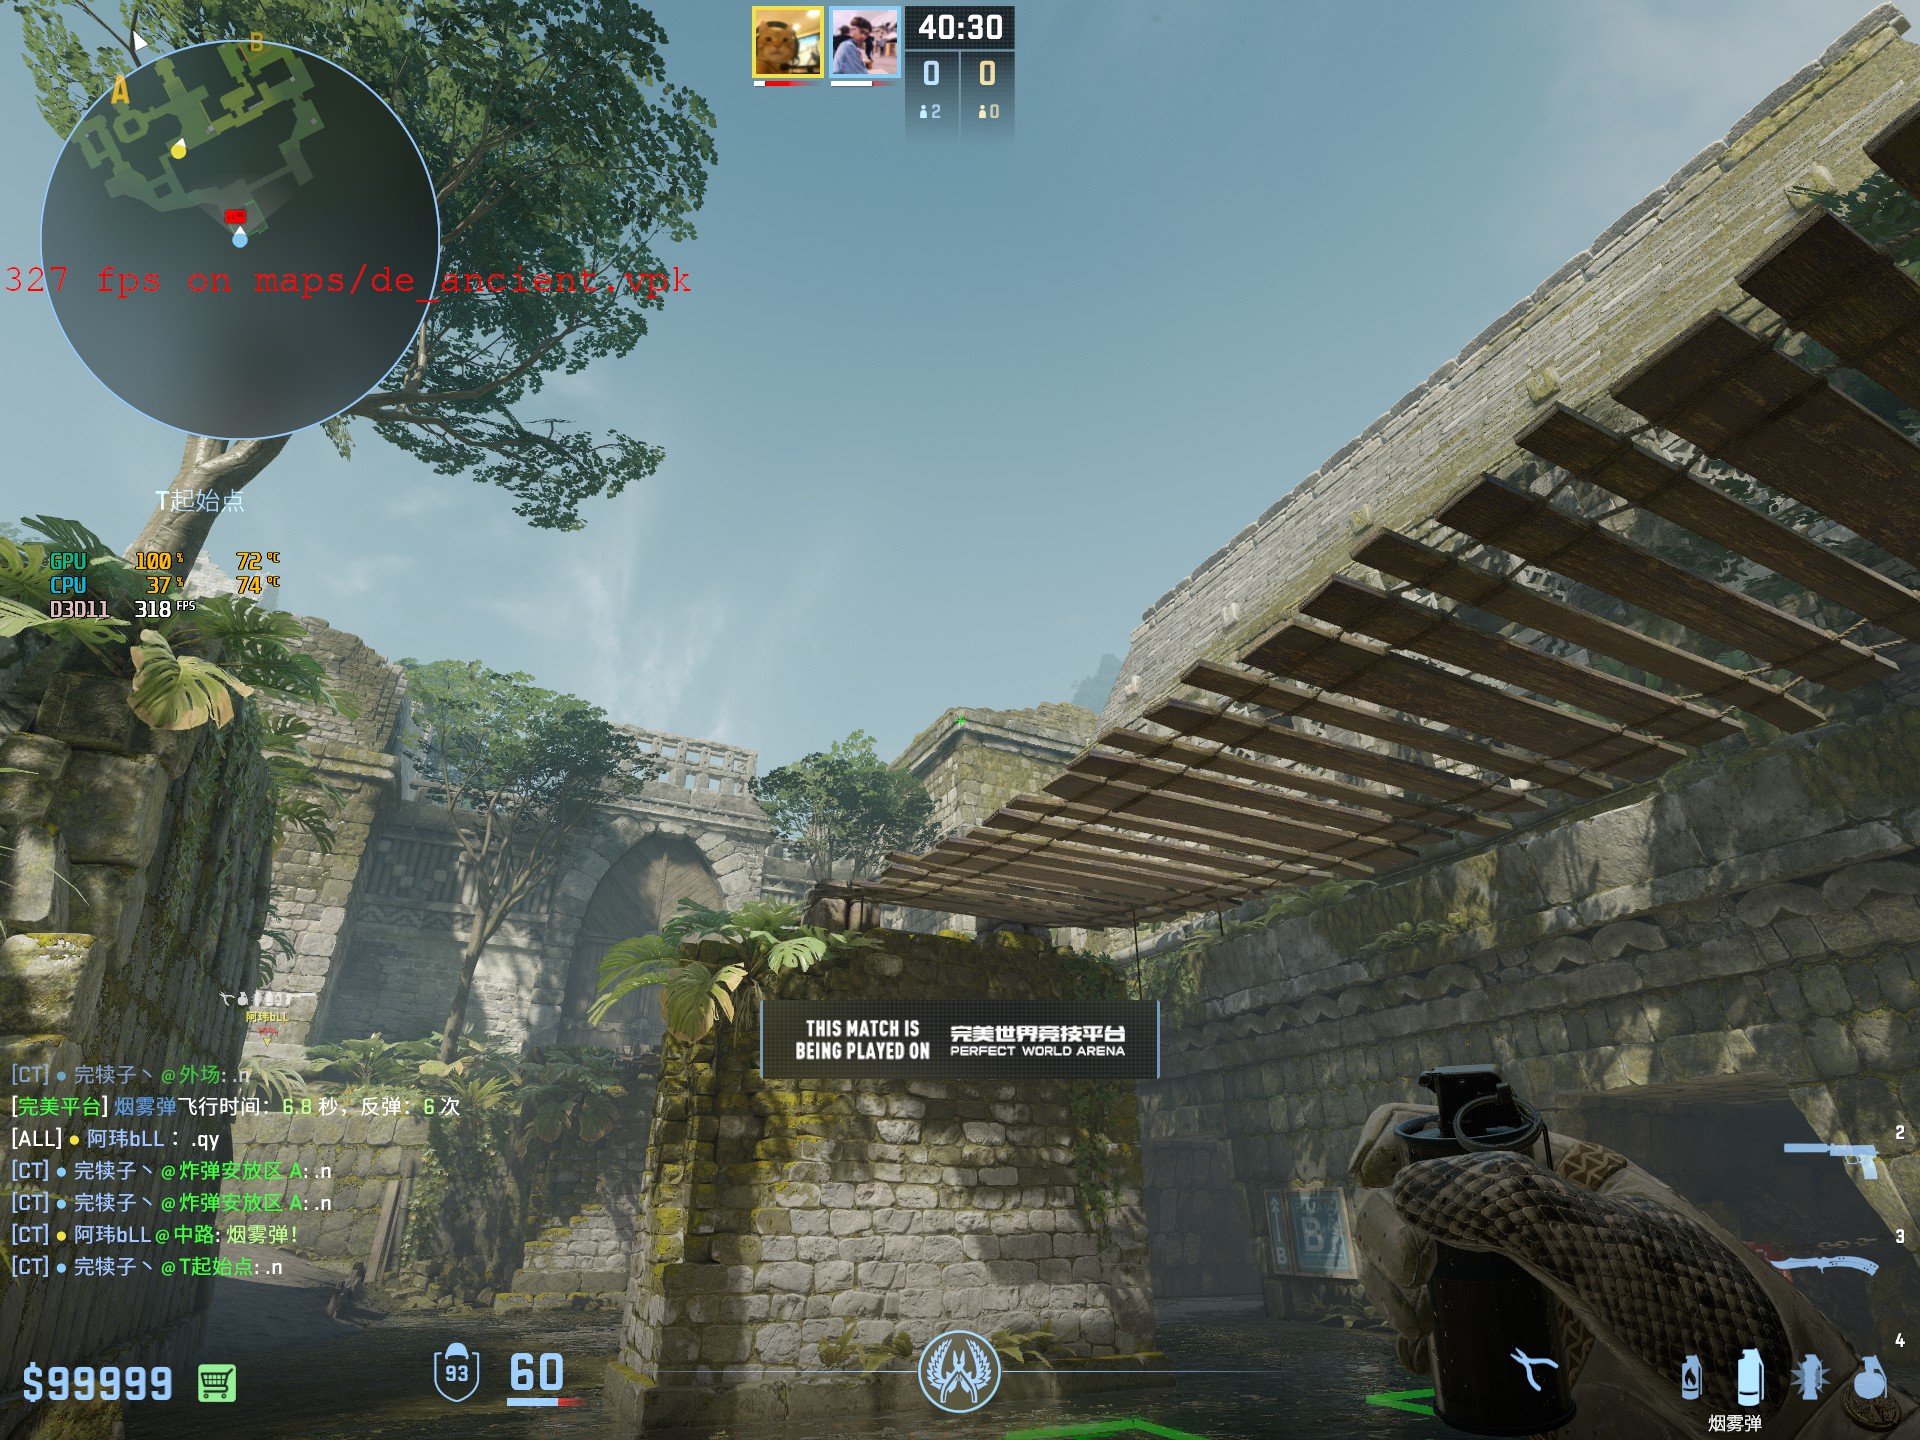 40:30
0 0
2 0
A
B
327 fps on maps/de_ancient.vpk
T起始点
GPU 100 % 72 °C
CPU 37 % 74 °C
D3D11 318 FPS
阿玮bLL
THIS MATCH IS
BEING PLAYED ON
完美世界竞技平台
PERFECT WORLD ARENA
[CT] 完犊子丶@外场: .n
[完美平台] 烟雾弹飞行时间: 6.8 秒, 反弹: 6 次
[ALL] 阿玮bLL: .qy
[CT] 完犊子丶@炸弹安放区 A: .n
[CT] 完犊子丶@炸弹安放区 A: .n
[CT] 阿玮bLL@中路: 烟雾弹!
[CT] 完犊子丶@T起始点: .n
2
3
4
B
B
$99999
93
60
烟雾弹